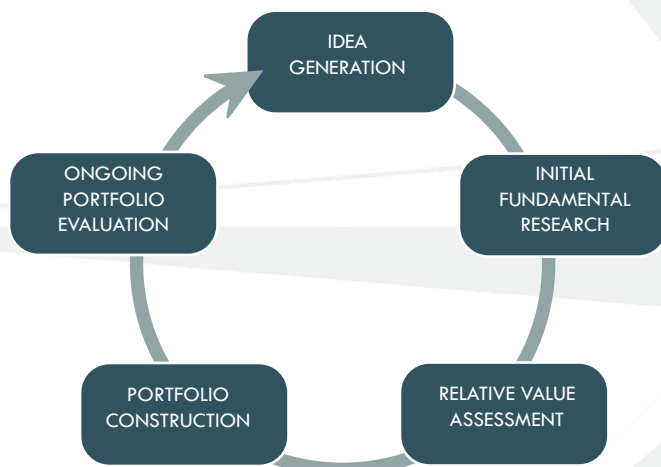 IDEA
GENERATION
INITIAL
FUNDAMENTAL
RESEARCH
RELATIVE VALUE
ASSESSMENT
PORTFOLIO
CONSTRUCTION
ONGOING
PORTFOLIO
EVALUATION